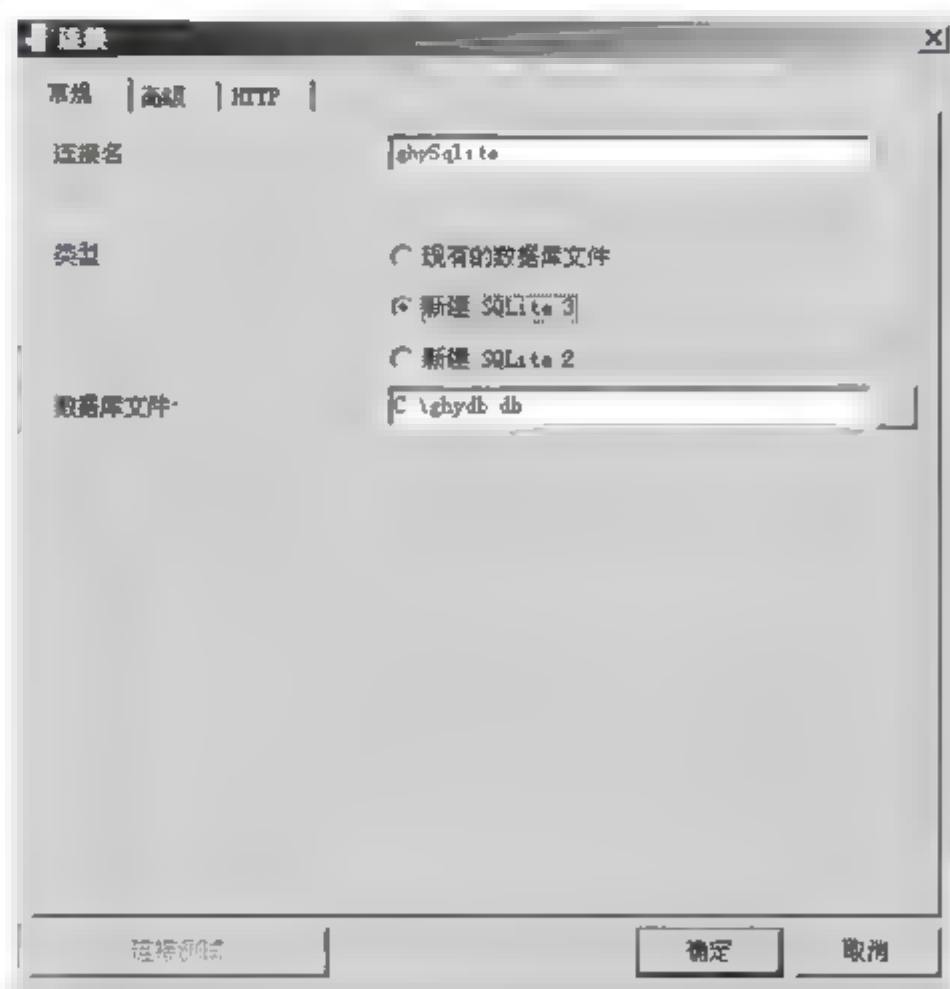 连接
常规 高级 HTTP
连接名 ghySqlite
类型 现有的数据库文件
新建 SQLite 3
新建 SQLite 2
数据库文件: C \ghydb db
连接测试 确定 取消